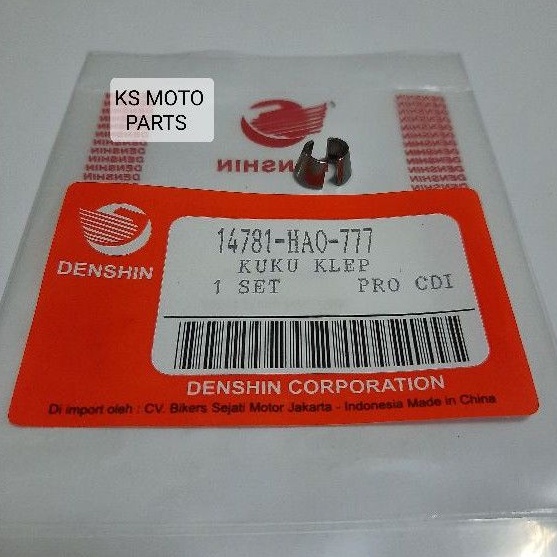 KS MOTO
PARTS
DENSHIN
DENSHIN
14781-HAO-777
KUKU KLEP
1 SET PRO CDI
DENSHIN CORPORATION
Di import oleh : CV. Bikers Sejati Motor Jakarta - Indonesia Made in China